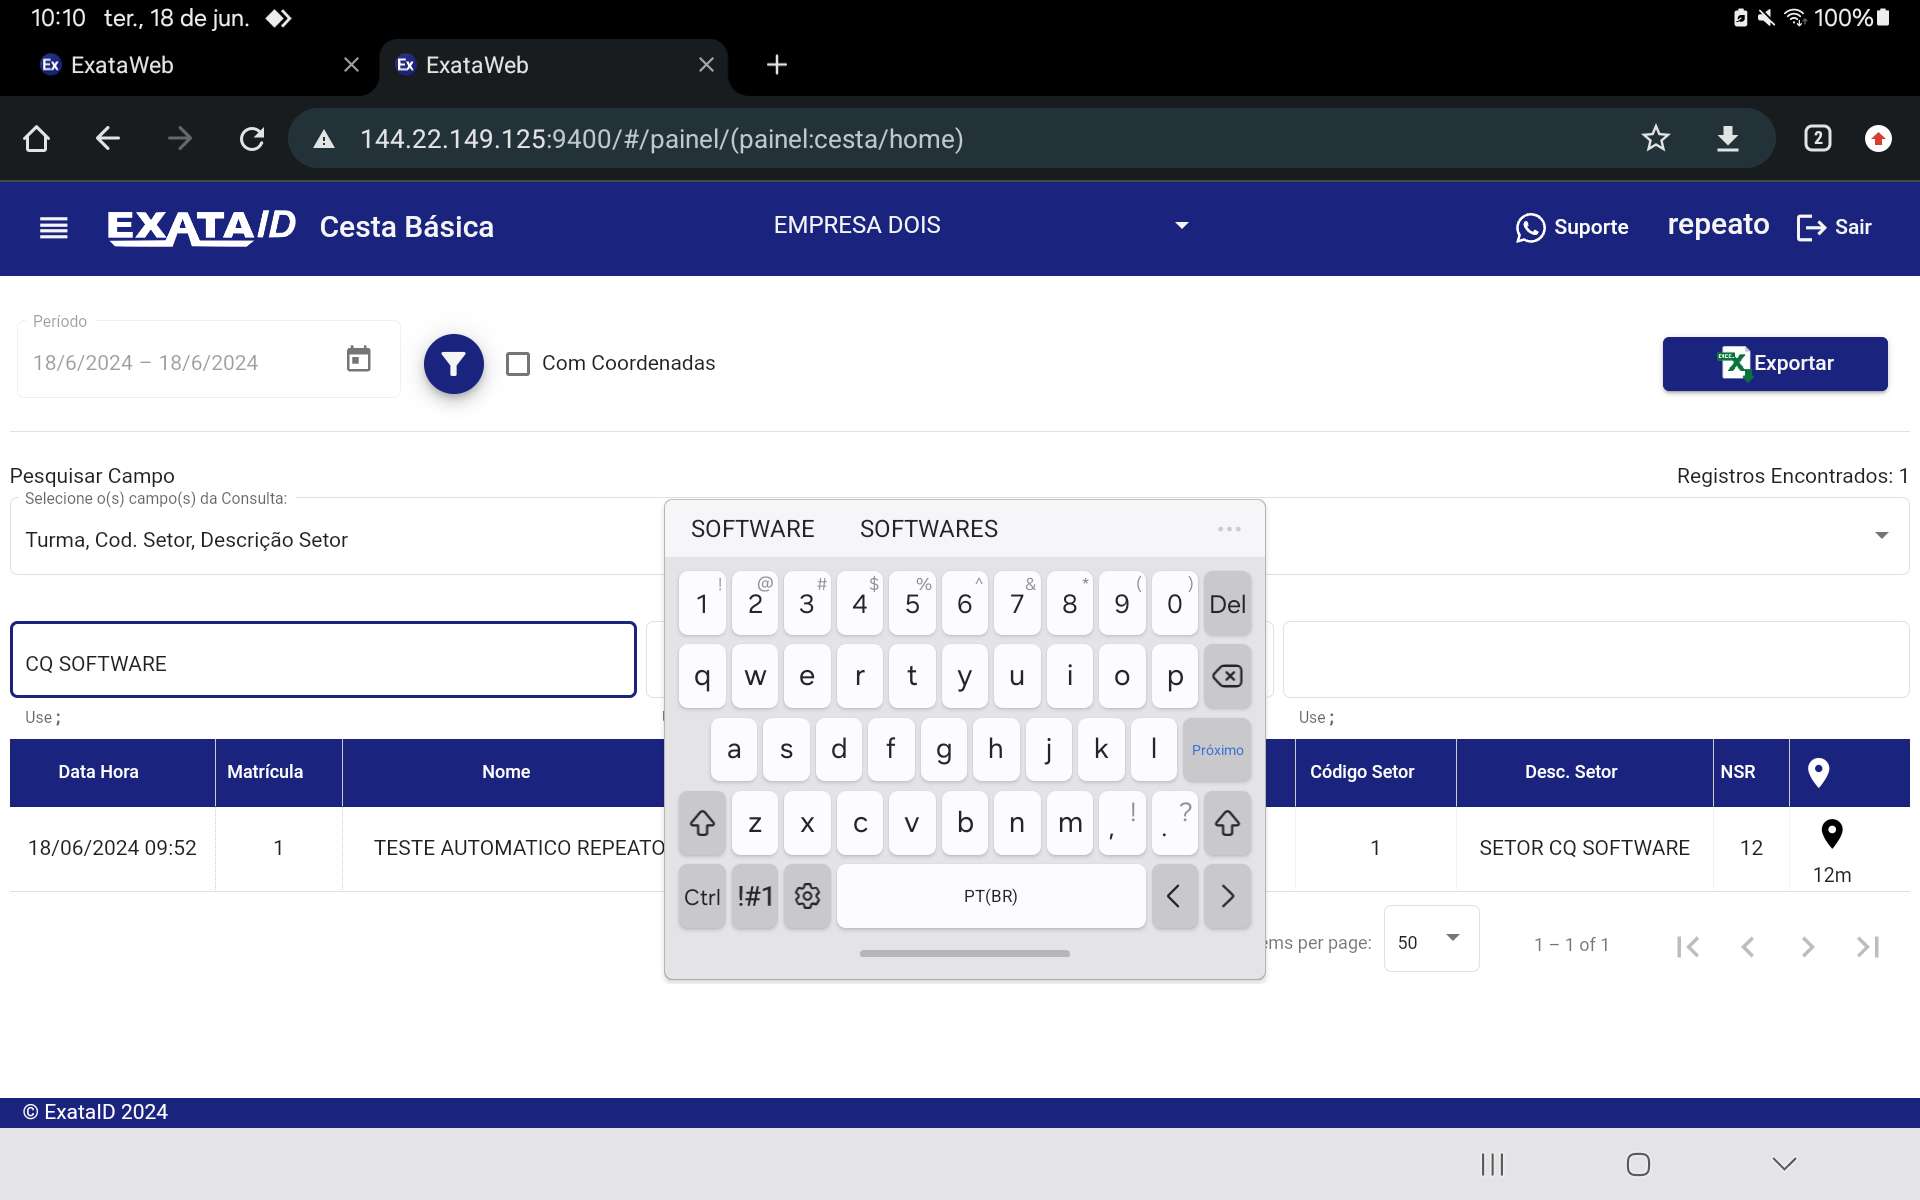 10:10 ter., 18 de jun. 100%
Ex ExataWeb
Ex ExataWeb
144.22.149.125:9400/#/painel/(painel:cesta/home)
2
EXATA ID Cesta Básica EMPRESA DOIS Suporte repeato Sair
Período
18/6/2024 – 18/6/2024
Com Coordenadas
Exportar
Pesquisar Campo
Registros Encontrados: 1
Selecione o(s) campo(s) da Consulta:
Turma, Cod. Setor, Descrição Setor
CQ SOFTWARE
Use ;
Use ;
SOFTWARE SOFTWARES
! @ # $ % ^ & * ( )
1 2 3 4 5 6 7 8 9 0 Del
q w e r t y u i o p
a s d f g h j k l Próximo
z x c v b n m , ! . ?
Ctrl !#1 PT(BR) < >
Data Hora Matrícula Nome Código Setor Desc. Setor NSR
18/06/2024 09:52 1 TESTE AUTOMATICO REPEATO 1 SETOR CQ SOFTWARE 12
12m
ems per page: 50 1 – 1 of 1
© ExataID 2024